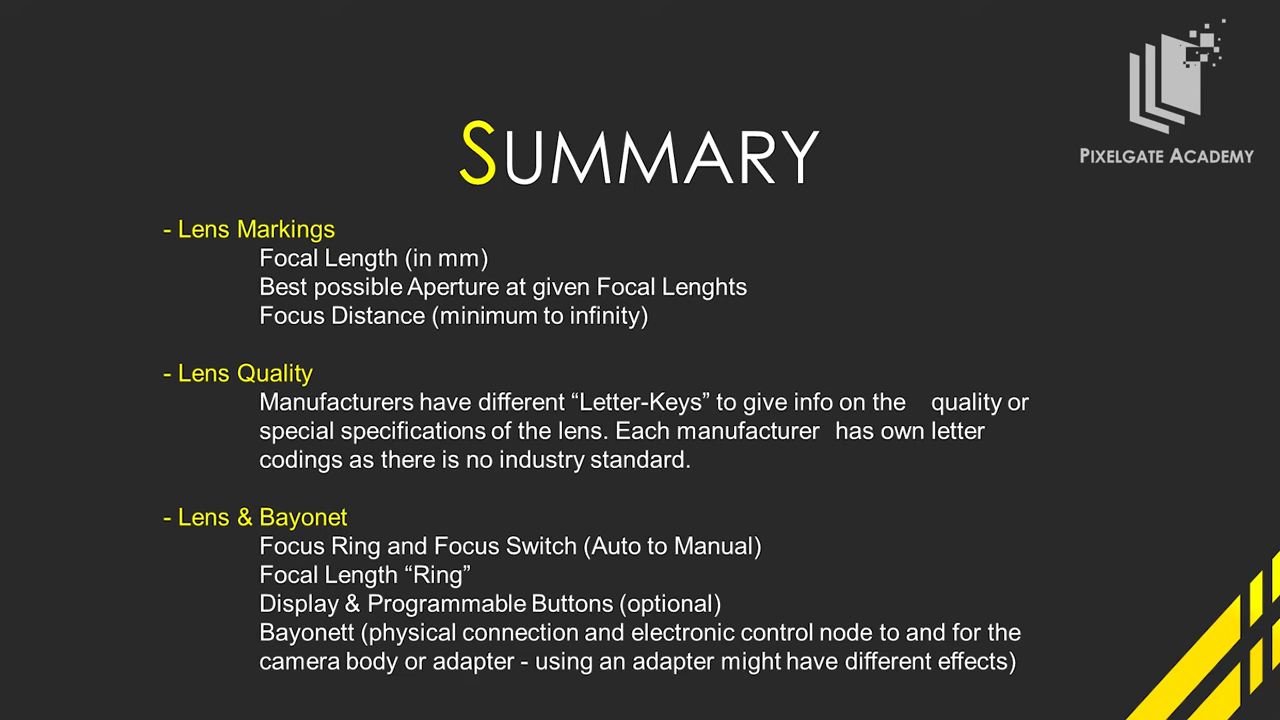 PIXELGATE ACADEMY
SUMMARY
- Lens Markings
Focal Length (in mm)
Best possible Aperture at given Focal Lenghts
Focus Distance (minimum to infinity)
- Lens Quality
Manufacturers have different “Letter-Keys” to give info on the quality or
special specifications of the lens. Each manufacturer has own letter
codings as there is no industry standard.
- Lens & Bayonet
Focus Ring and Focus Switch (Auto to Manual)
Focal Length “Ring”
Display & Programmable Buttons (optional)
Bayonett (physical connection and electronic control node to and for the
camera body or adapter - using an adapter might have different effects)